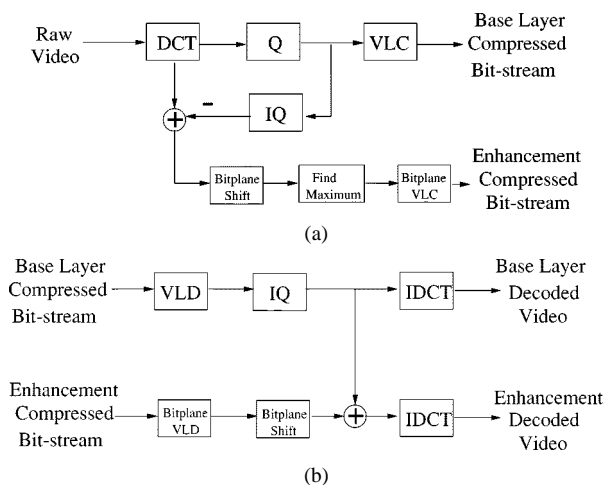 Raw
Video
DCT
Q
VLC
Base Layer
Compressed
Bit-stream
−
+
IQ
Bitplane
Shift
Find
Maximum
Bitplane
VLC
Enhancement
Compressed
Bit-stream
(a)
Base Layer
Compressed
Bit-stream
VLD
IQ
IDCT
Base Layer
Decoded
Video
Enhancement
Compressed
Bit-stream
Bitplane
VLD
Bitplane
Shift
+
IDCT
Enhancement
Decoded
Video
(b)